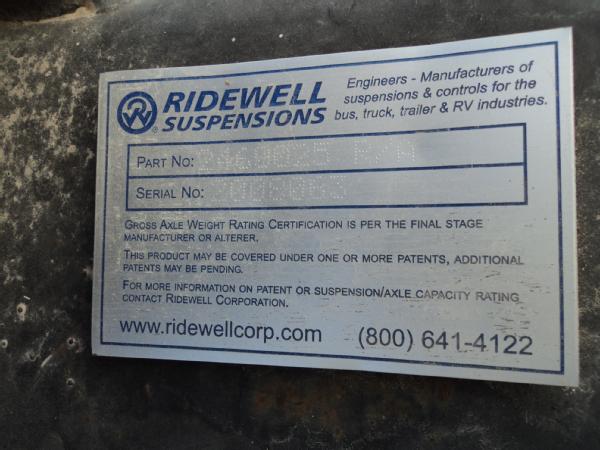 RIDEWELL
SUSPENSIONS
Engineers - Manufacturers of
suspensions & controls for the
bus, truck, trailer & RV industries.
PART NO:
SERIAL NO:
GROSS AXLE WEIGHT RATING CERTIFICATION IS PER THE FINAL STAGE
MANUFACTURER OR ALTERER.
THIS PRODUCT MAY BE COVERED UNDER ONE OR MORE PATENTS, ADDITIONAL
PATENTS MAY BE PENDING.
FOR MORE INFORMATION ON PATENT OR SUSPENSION/AXLE CAPACITY RATING
CONTACT RIDEWELL CORPORATION.
www.ridewellcorp.com (800) 641-4122